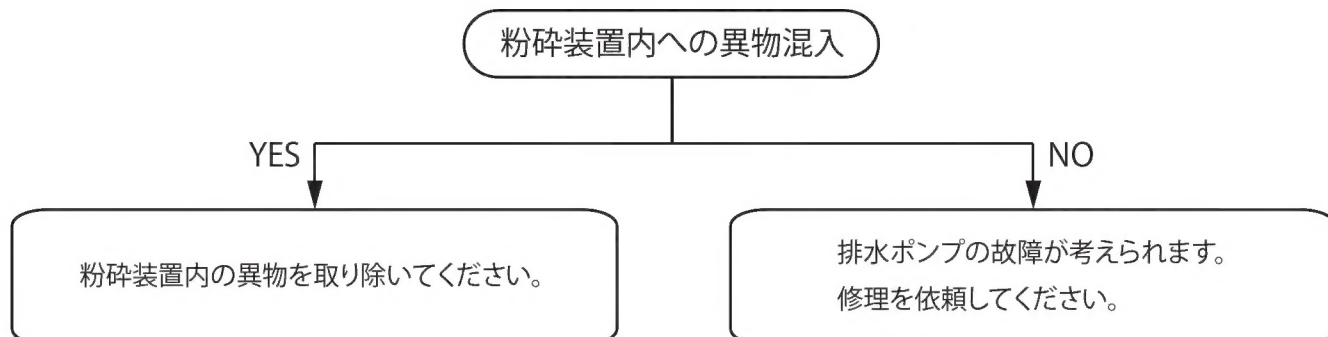 粉砕装置内への異物混入
YES
NO
粉砕装置内の異物を取り除いてください。
排水ポンプの故障が考えられます。
修理を依頼してください。